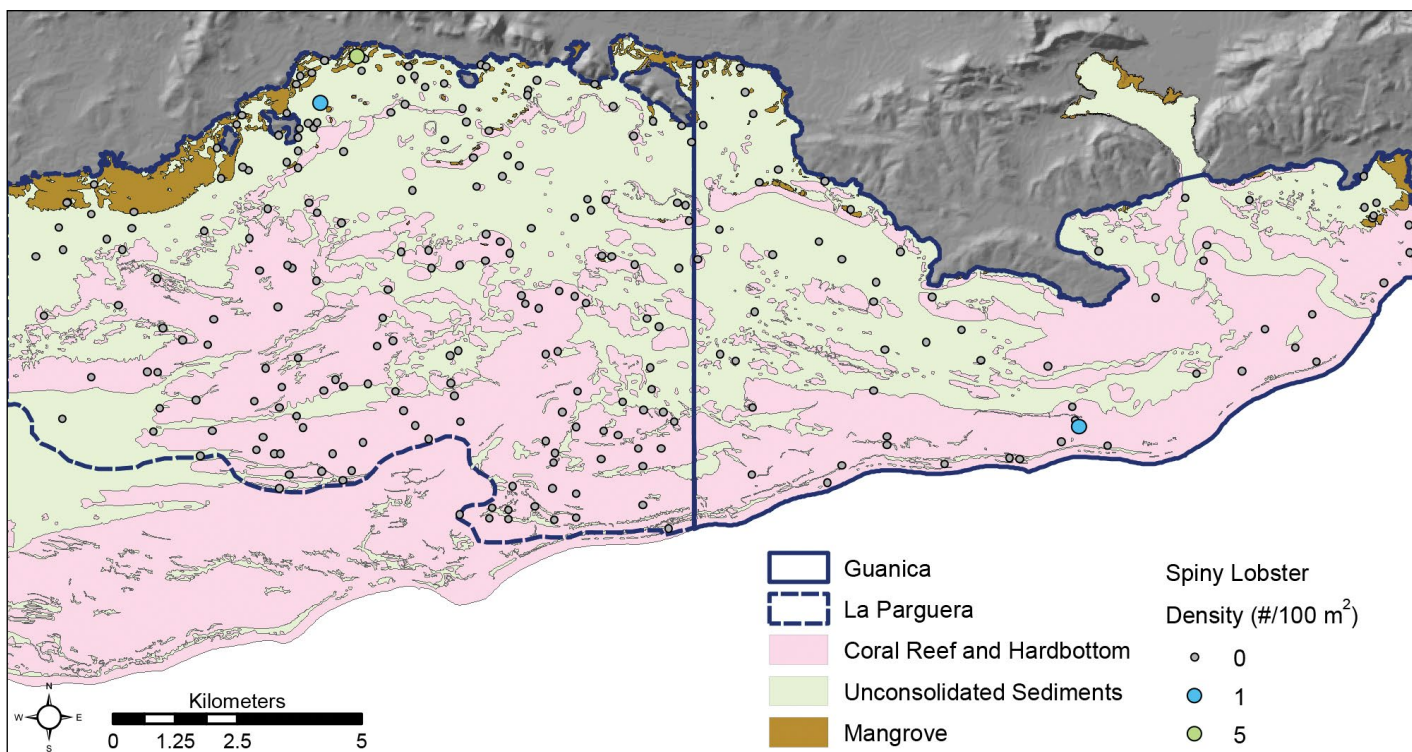 Guanica
La Parguera
Coral Reef and Hardbottom
Unconsolidated Sediments
Mangrove
Spiny Lobster
Density (#/100 m²)
0
1
5
N
W E
S
Kilometers
0 1.25 2.5 5